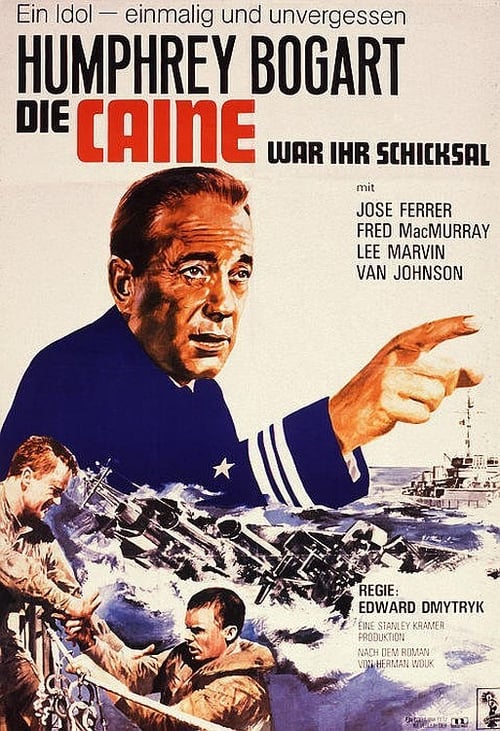 Ein Idol – einmalig und unvergessen
HUMPHREY BOGART
DIE CAINE WAR IHR SCHICKSAL
mit
JOSE FERRER
FRED MacMURRAY
LEE MARVIN
VAN JOHNSON
REGIE:
EDWARD DMYTRYK
EINE STANLEY KRAMER
PRODUKTION
NACH DEM ROMAN
VON HERMAN WOUK